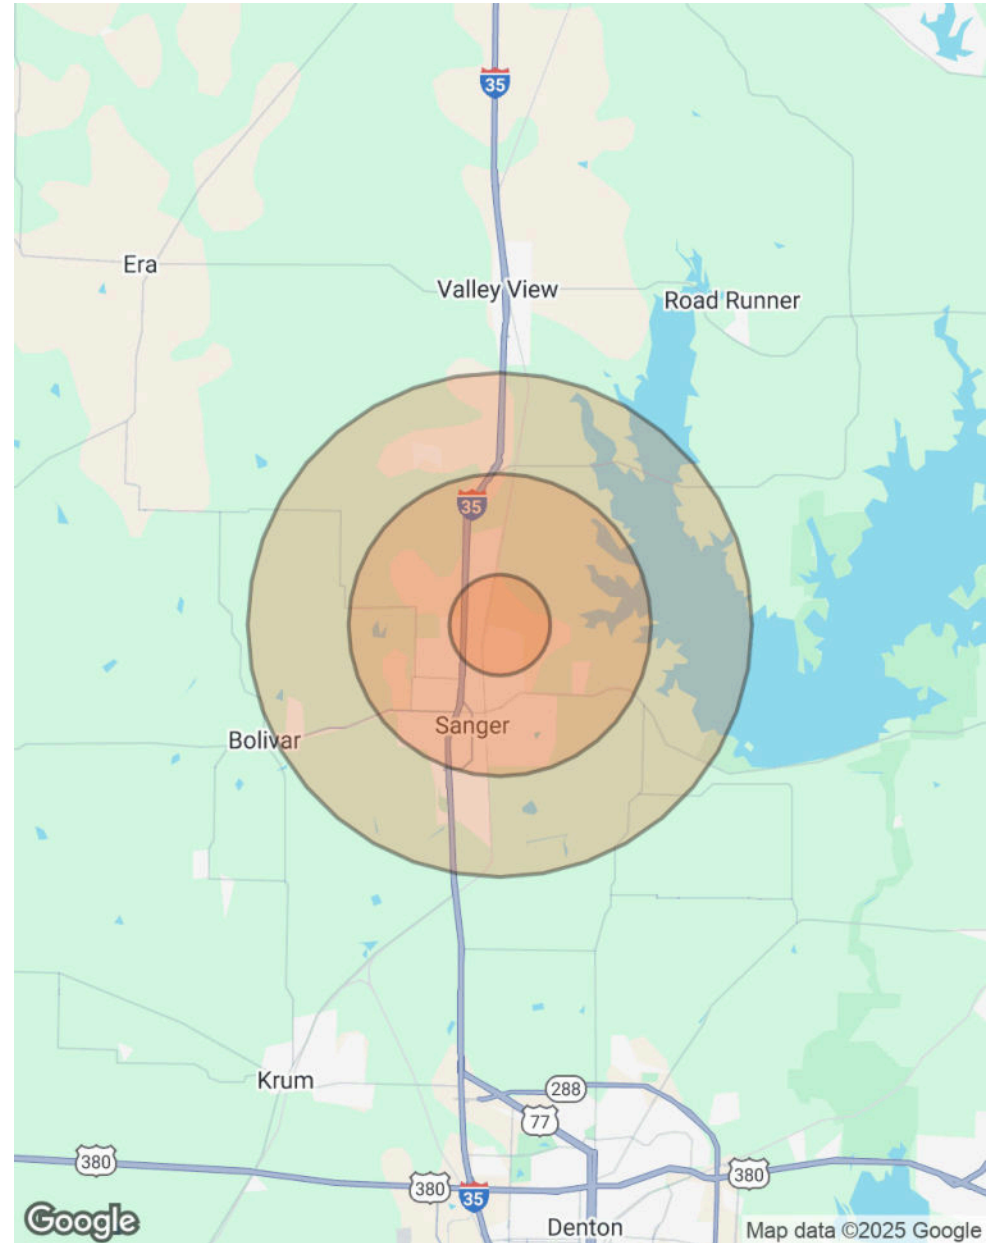 35
Era
Valley View
Road Runner
35
Sanger
Bolivar
Krum
288
77
380
380
380
35
Denton
Google
Map data ©2025 Google